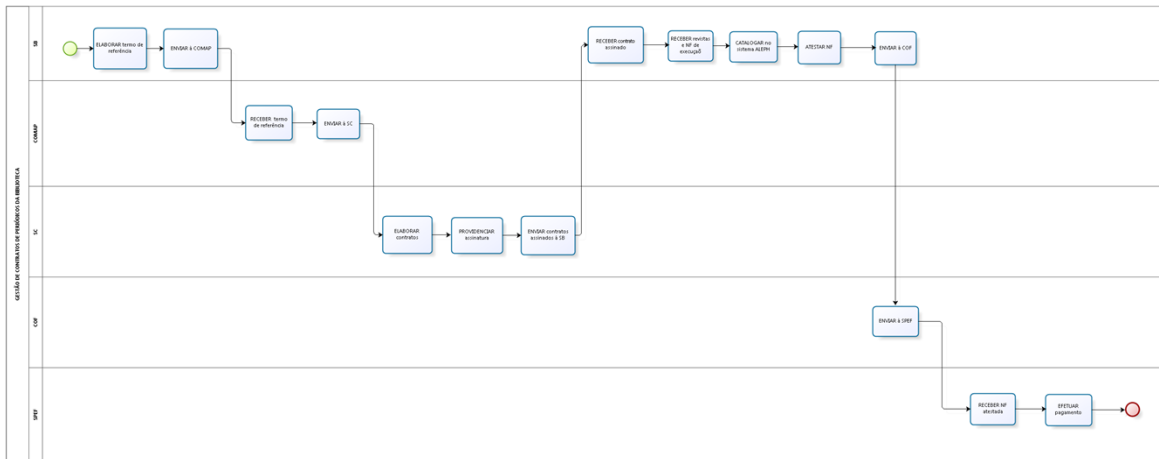 GESTÃO DE CONTRATOS DE PERIÓDICOS DA BIBLIOTECA
SB
ELABORAR termo de
referência
ENVIAR à COMAP
RECEBER contrato
assinado
RECEBER revistas
e NF de
execução
CATALOGAR no
sistema ALEPH
ATESTAR NF
ENVIAR à COF
COMAP
RECEBER termo
de referência
ENVIAR à SC
SC
ELABORAR
contratos
PROVIDENCIAR
assinatura
ENVIAR contratos
assinados à SB
COF
ENVIAR à SPEF
SPEF
RECEBER NF
atestada
EFETUAR
pagamento